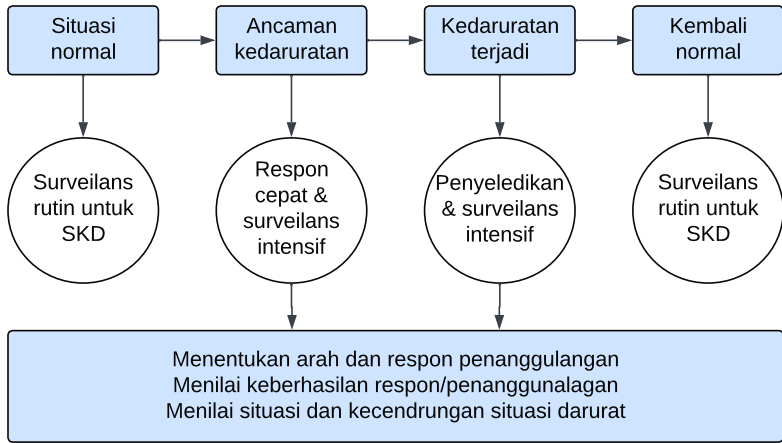 Situasi
normal
Ancaman
kedaruratan
Kedaruratan
terjadi
Kembali
normal
Surveilans
rutin untuk
SKD
Respon
cepat &
surveilans
intensif
Penyeledikan
& surveilans
intensif
Surveilans
rutin untuk
SKD
Menentukan arah dan respon penanggulangan
Menilai keberhasilan respon/penanggunalagan
Menilai situasi dan kecendrungan situasi darurat